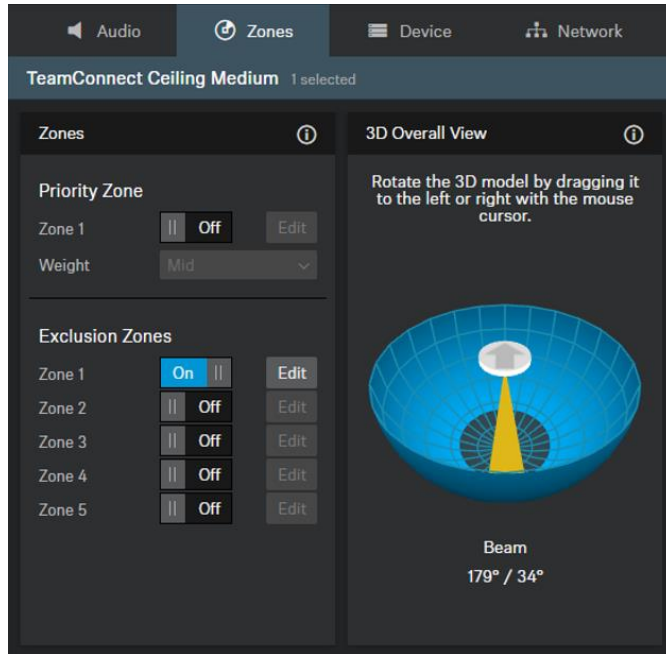 Audio
Zones
Device
Network
TeamConnect Ceiling Medium 1 selected
Zones
Priority Zone
Zone 1 Off Edit
Weight Mid
Exclusion Zones
Zone 1 On Edit
Zone 2 Off Edit
Zone 3 Off Edit
Zone 4 Off Edit
Zone 5 Off Edit
3D Overall View
Rotate the 3D model by dragging it
to the left or right with the mouse
cursor.
Beam
179° / 34°